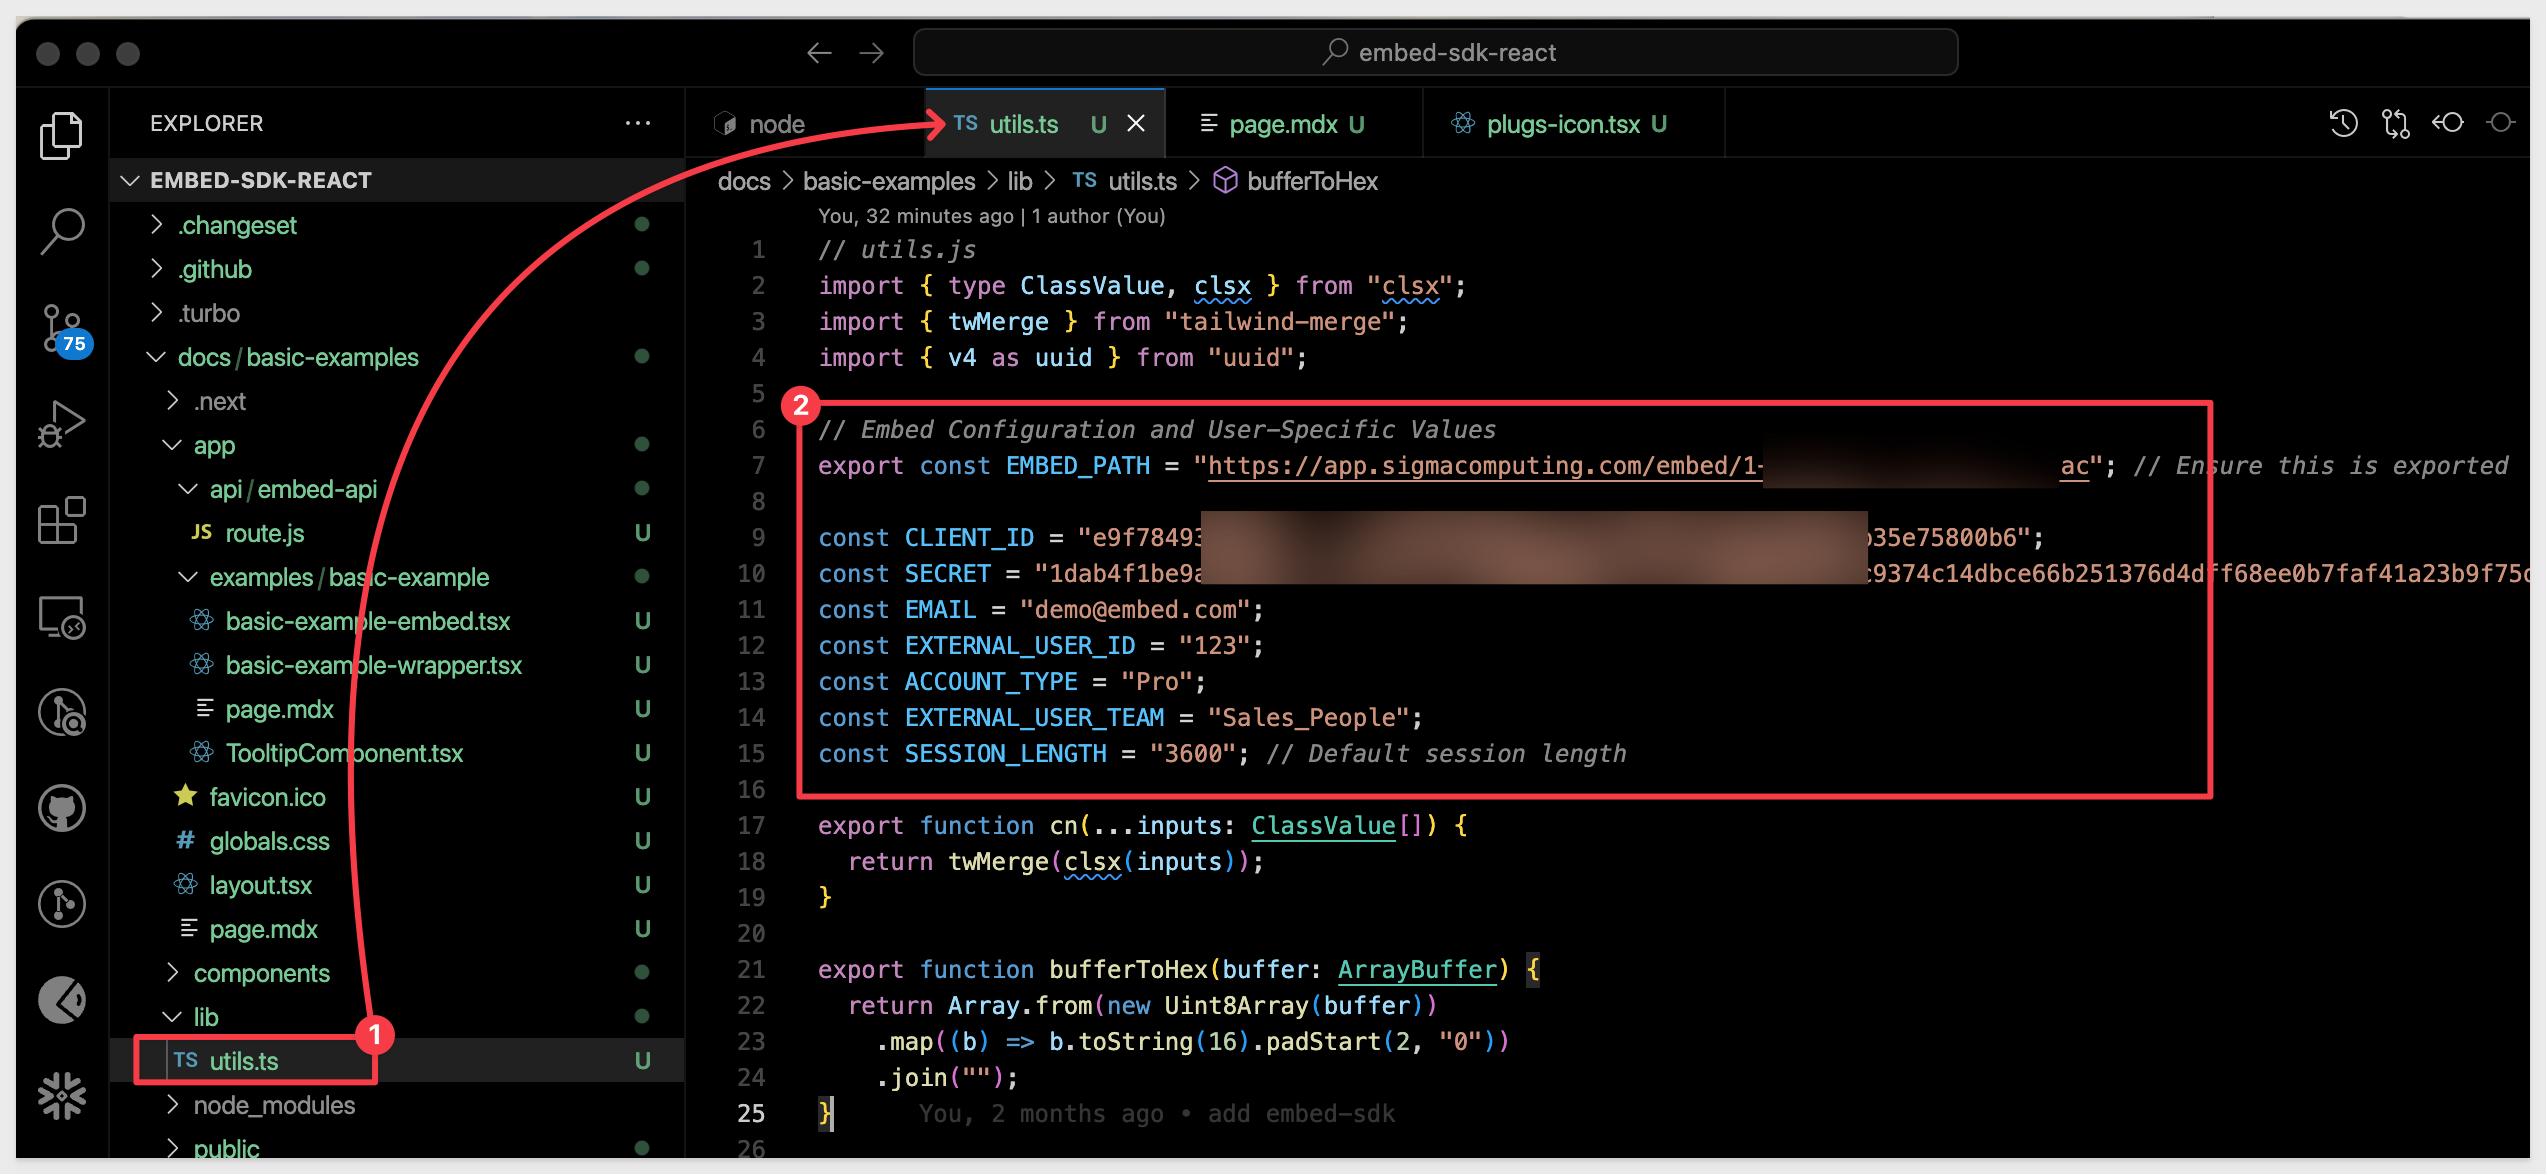 embed-sdk-react
EXPLORER
node
TS utils.ts U
page.mdx U
plugs-icon.tsx U
EMBED-SDK-REACT
.changeset
.github
.turbo
docs/basic-examples
.next
app
api/embed-api
JS route.js U
examples/basic-example
basic-example-embed.tsx U
basic-example-wrapper.tsx U
page.mdx U
TooltipComponent.tsx U
favicon.ico U
# globals.css U
layout.tsx U
page.mdx U
components
lib
1
TS utils.ts U
node_modules
public
75
docs > basic-examples > lib > TS utils.ts > bufferToHex
You, 32 minutes ago | 1 author (You)
1 // utils.js
2 import { type ClassValue, clsx } from "clsx";
3 import { twMerge } from "tailwind-merge";
4 import { v4 as uuid } from "uuid";
5
2
6 // Embed Configuration and User-Specific Values
7 export const EMBED_PATH = "https://app.sigmacomputing.com/embed/1- ac"; // Ensure this is exported
8
9 const CLIENT_ID = "e9f78493 35e75800b6";
10 const SECRET = "1dab4f1be9a 9374c14dbce66b251376d4dff68ee0b7faf41a23b9f75
11 const EMAIL = "demo@embed.com";
12 const EXTERNAL_USER_ID = "123";
13 const ACCOUNT_TYPE = "Pro";
14 const EXTERNAL_USER_TEAM = "Sales_People";
15 const SESSION_LENGTH = "3600"; // Default session length
16
17 export function cn(...inputs: ClassValue[]) {
18 return twMerge(clsx(inputs));
19 }
20
21 export function bufferToHex(buffer: ArrayBuffer) {
22 return Array.from(new Uint8Array(buffer))
23 .map((b) => b.toString(16).padStart(2, "0"))
24 .join("");
25 } You, 2 months ago • add embed-sdk
26